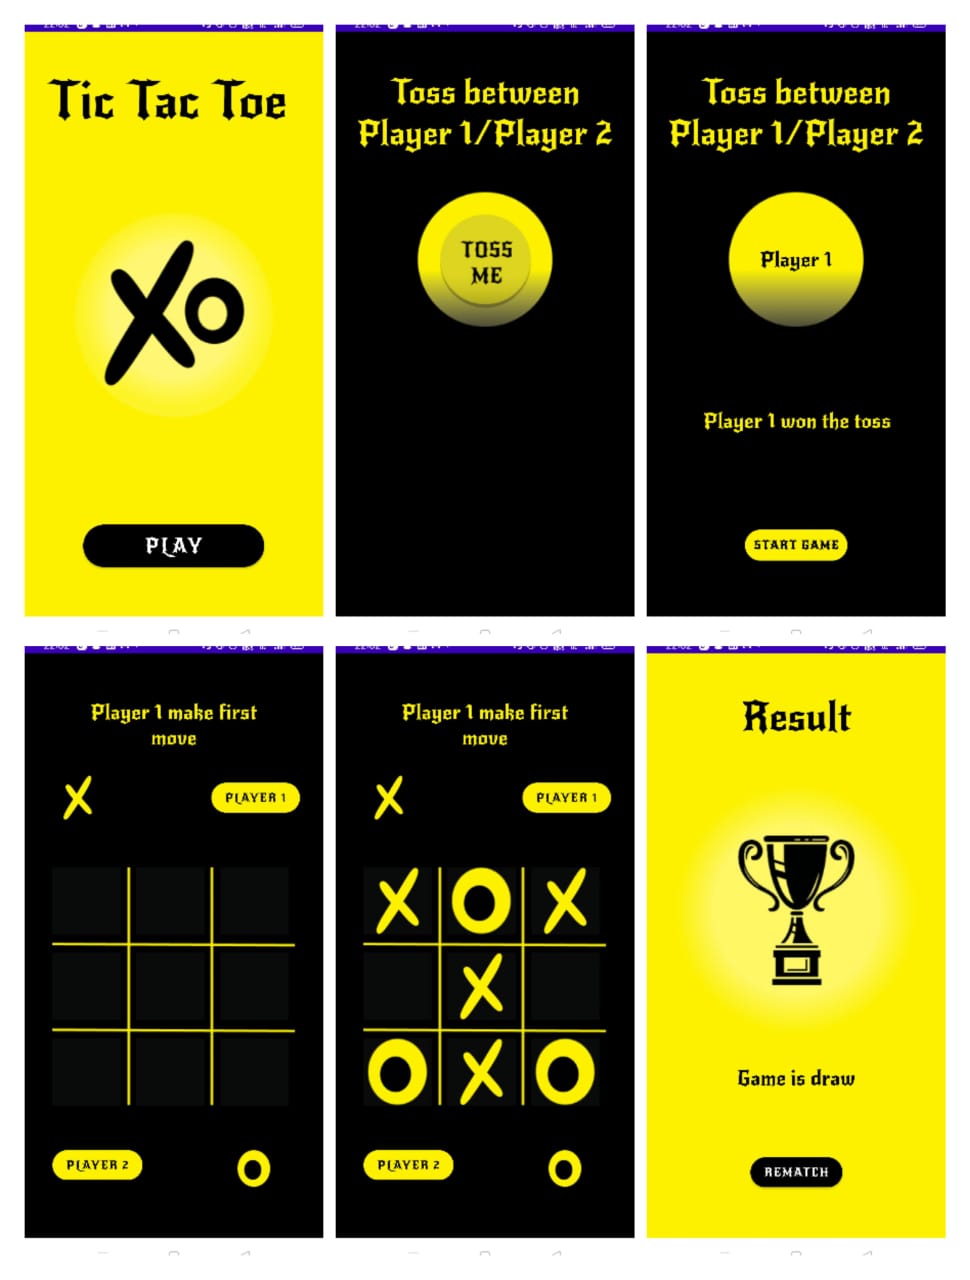 Tic Tac Toe
XO
PLAY
Toss between
Player 1/Player 2
TOSS
ME
Toss between
Player 1/Player 2
Player 1
Player 1 won the toss
START GAME
Player 1 make first
move
X
PLAYER 1
PLAYER 2
O
Player 1 make first
move
X
PLAYER 1
X O X
X
O X O
PLAYER 2
O
Result
Game is draw
REMATCH